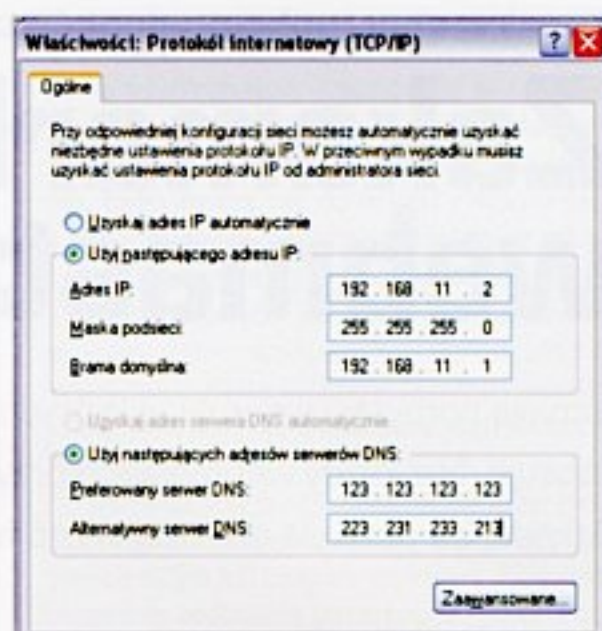 Właściwości: Protokół internetowy (TCP/IP)
Ogólne
Przy odpowiedniej konfiguracji sieci możesz automatycznie uzyskać
niezbędne ustawienia protokołu IP. W przeciwnym wypadku musisz
uzyskać ustawienia protokołu IP od administratora sieci.
Uzyskaj adres IP automatycznie
Użyj następującego adresu IP:
Adres IP: 192 . 168 . 11 . 2
Maska podsieci: 255 . 255 . 255 . 0
Brama domyślna: 192 . 168 . 11 . 1
Uzyskaj adres serwera DNS automatycznie
Użyj następujących adresów serwerów DNS:
Preferowany serwer DNS: 123 . 123 . 123 . 123
Alternatywny serwer DNS: 223 . 231 . 233 . 213
Zaawansowane...